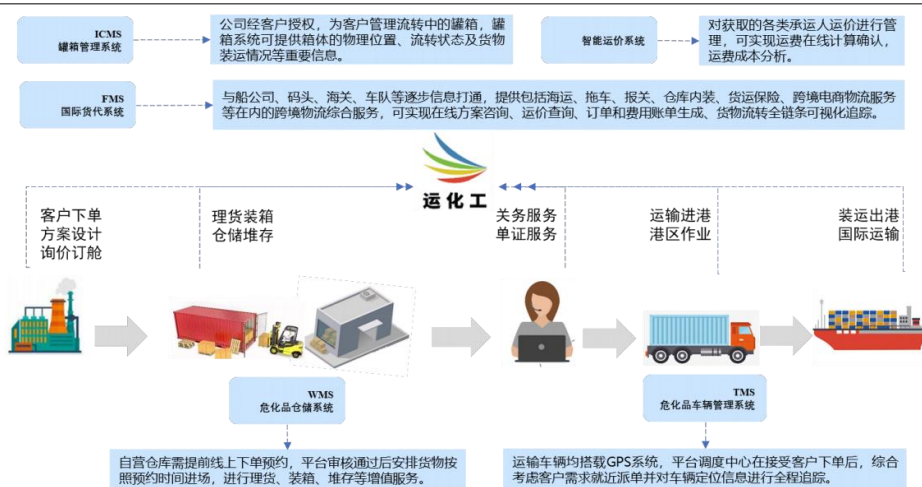 ICMS
罐箱管理系统
公司经客户授权，为客户管理流转中的罐箱，罐
箱系统可提供箱体的物理位置、流转状态及货物
装运情况等重要信息。
智能运价系统
对获取的各类承运人运价进行管
理，可实现运费在线计算确认，
运费成本分析。
FMS
国际货代系统
与船公司、码头、海关、车队等逐步信息打通，提供包括海运、拖车、报关、仓库内装、货运保险、跨境电商物流服务
等在内的跨境物流综合服务，可实现在线方案咨询、运价查询、订单和费用账单生成、货物流转全链条可视化追踪。
运化工
客户下单
方案设计
询价订舱
理货装箱
仓储堆存
关务服务
单证服务
运输进港
港区作业
装运出港
国际运输
WMS
危化品仓储系统
TMS
危化品车辆管理系统
自营仓库需提前线上下单预约，平台审核通过后安排货物按
照预约时间进场，进行理货、装箱、堆存等增值服务。
运输车辆均搭载GPS系统，平台调度中心在接受客户下单后，综合
考虑客户需求就近派单并对车辆定位信息进行全程追踪。